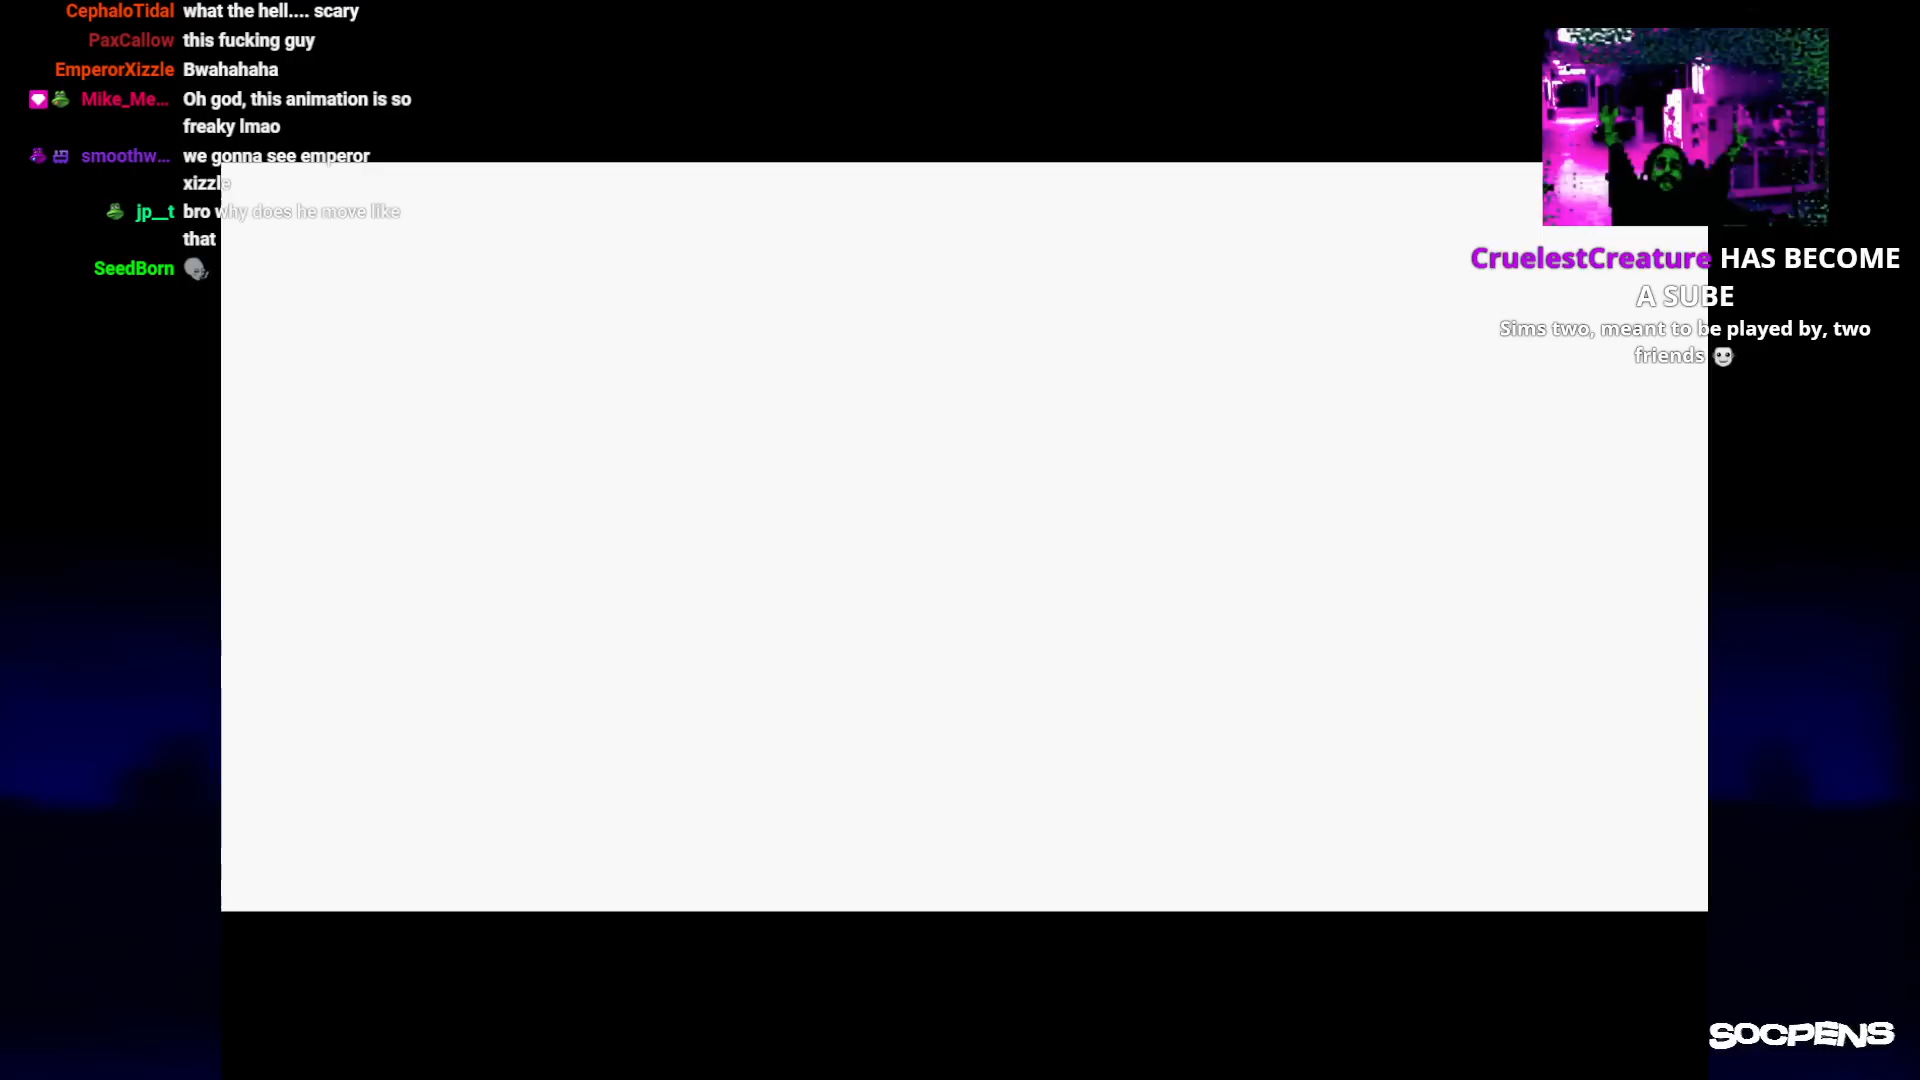 CephaloTidal what the hell.... scary
PaxCallow this fucking guy
EmperorXizzle Bwahahaha
Mike_Me... Oh god, this animation is so
freaky lmao
smoothw... we gonna see emperor
xizzle
jp__t bro why does he move like
that
SeedBorn
CruelestCreature HAS BECOME
A SUBE
Sims two, meant to be played by, two
friends
SOCPENS